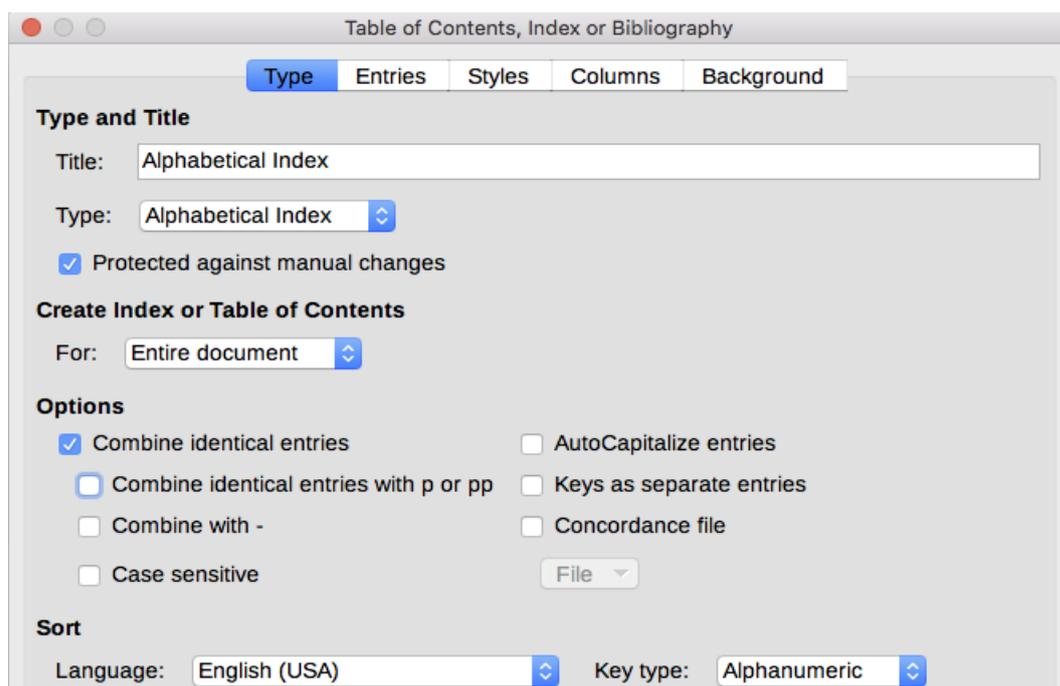 Table of Contents, Index or Bibliography
Type Entries Styles Columns Background
Type and Title
Title: Alphabetical Index
Type: Alphabetical Index
Protected against manual changes
Create Index or Table of Contents
For: Entire document
Options
Combine identical entries AutoCapitalize entries
Combine identical entries with p or pp Keys as separate entries
Combine with - Concordance file
Case sensitive File
Sort
Language: English (USA) Key type: Alphanumeric